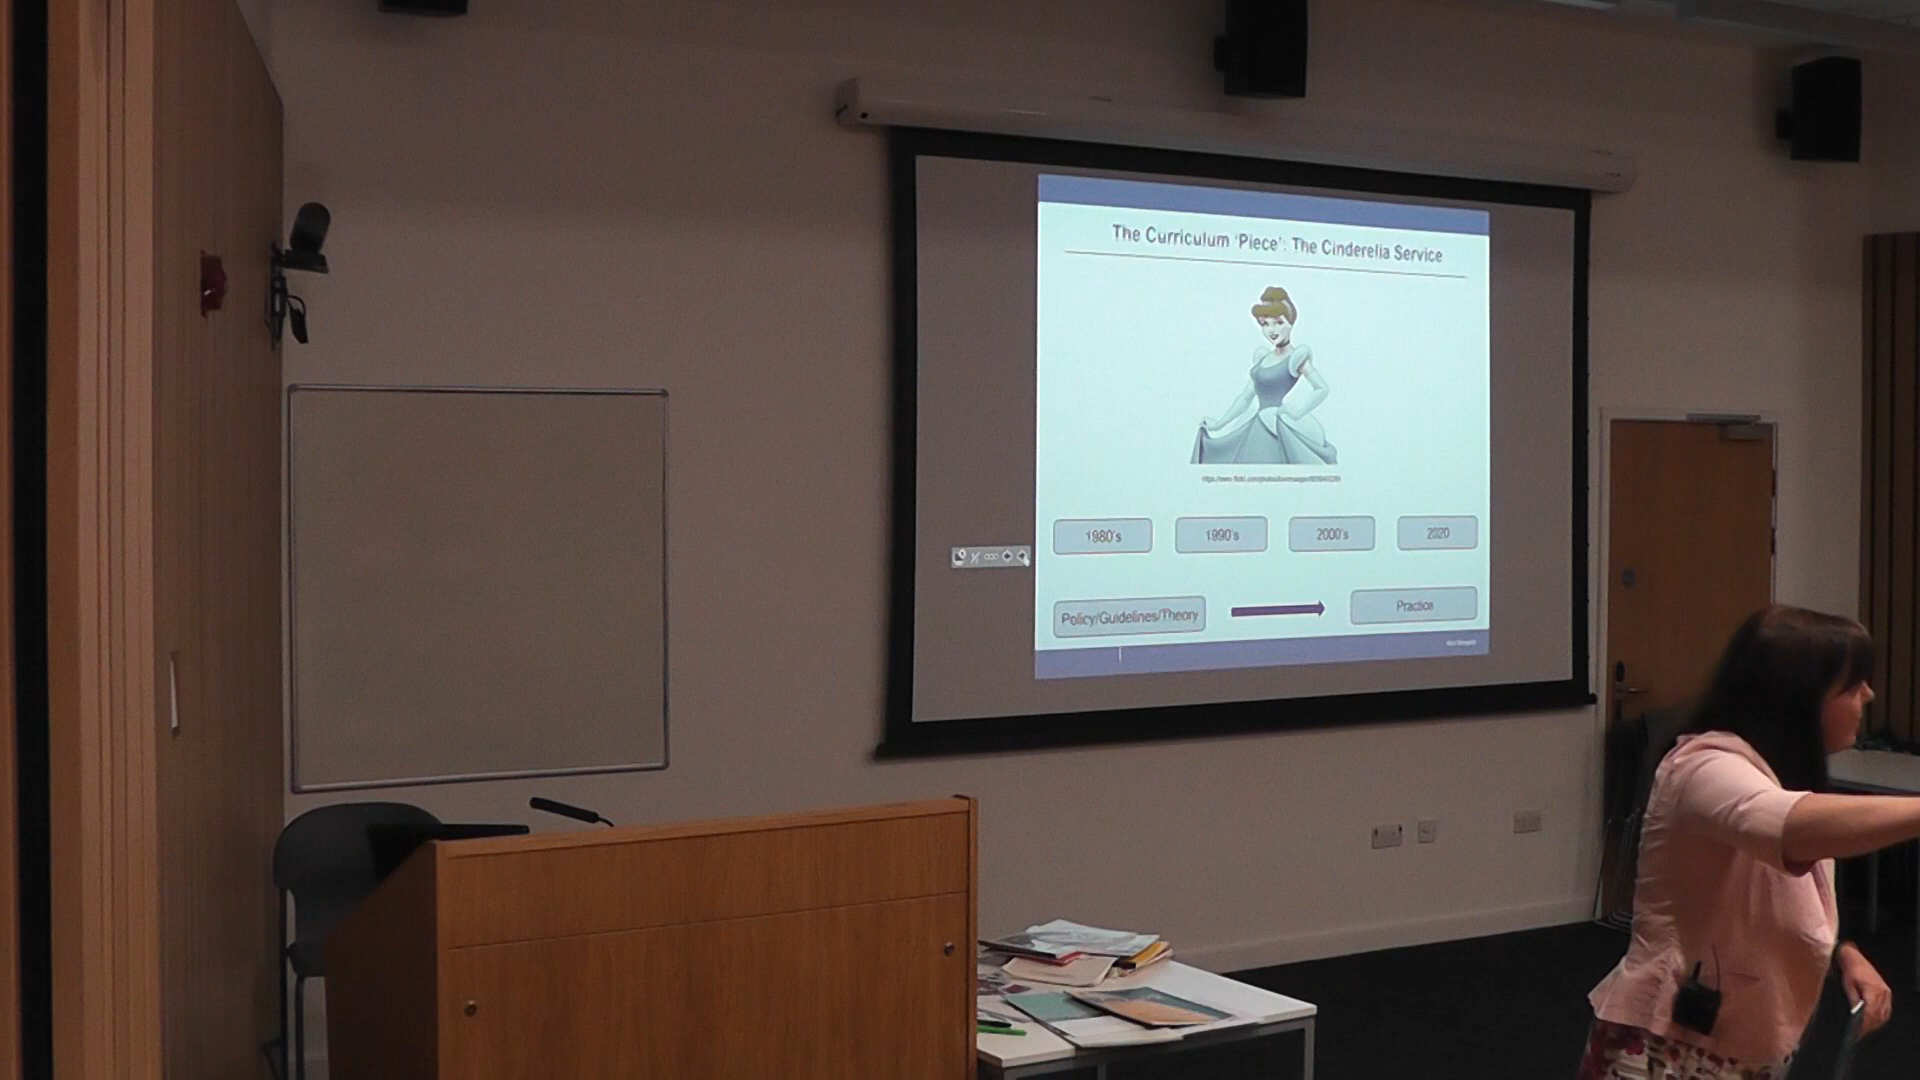 The Curriculum 'Piece': The Cinderella Service
1980's 1990's 2000's 2020
Policy/Guidelines/Theory Practice